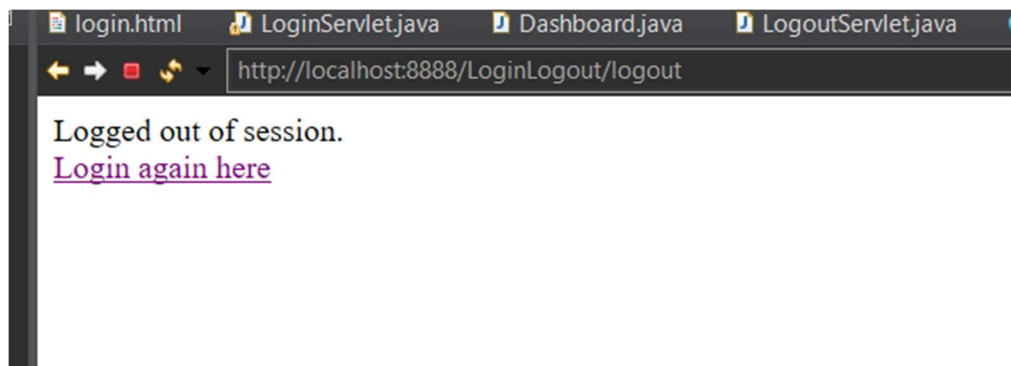 login.html LoginServlet.java Dashboard.java LogoutServlet.java
http://localhost:8888/LoginLogout/logout
Logged out of session.
Login again here